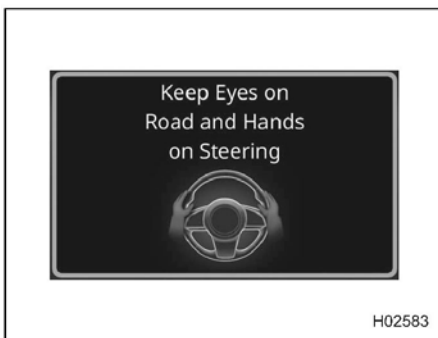 Keep Eyes on
Road and Hands
on Steering
H02583